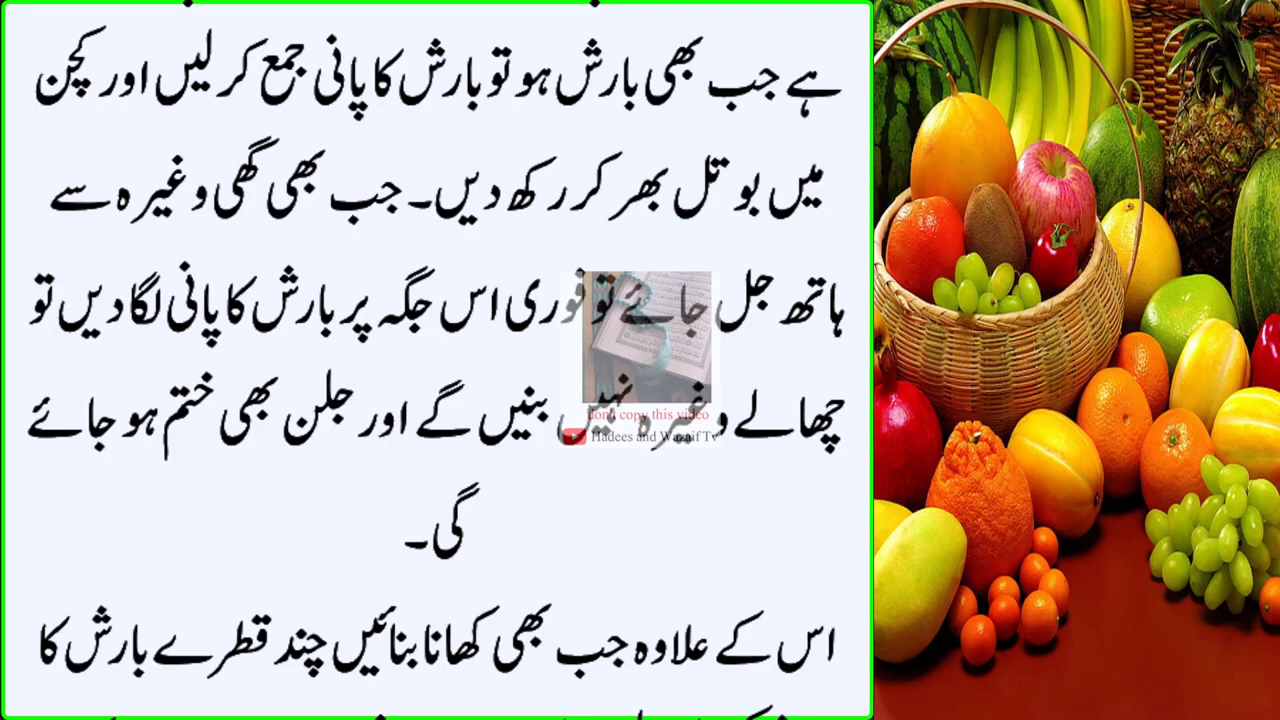 ہے جب بھی بارش ہو تو بارش کا پانی جمع کر لیں اور کچن
میں بوتل بھر کر رکھ دیں۔ جب بھی گھی وغیرہ سے
ہاتھ جل جائے تو فوری اس جگہ پر بارش کا پانی لگا دیں تو
چھالے وغیرہ نہیں بنیں گے اور جلن بھی ختم ہو جائے
گی۔
اس کے علاوہ جب بھی کھانا بنائیں چند قطرے بارش کا
dont copy this video
Hadees and Wazaif Tv